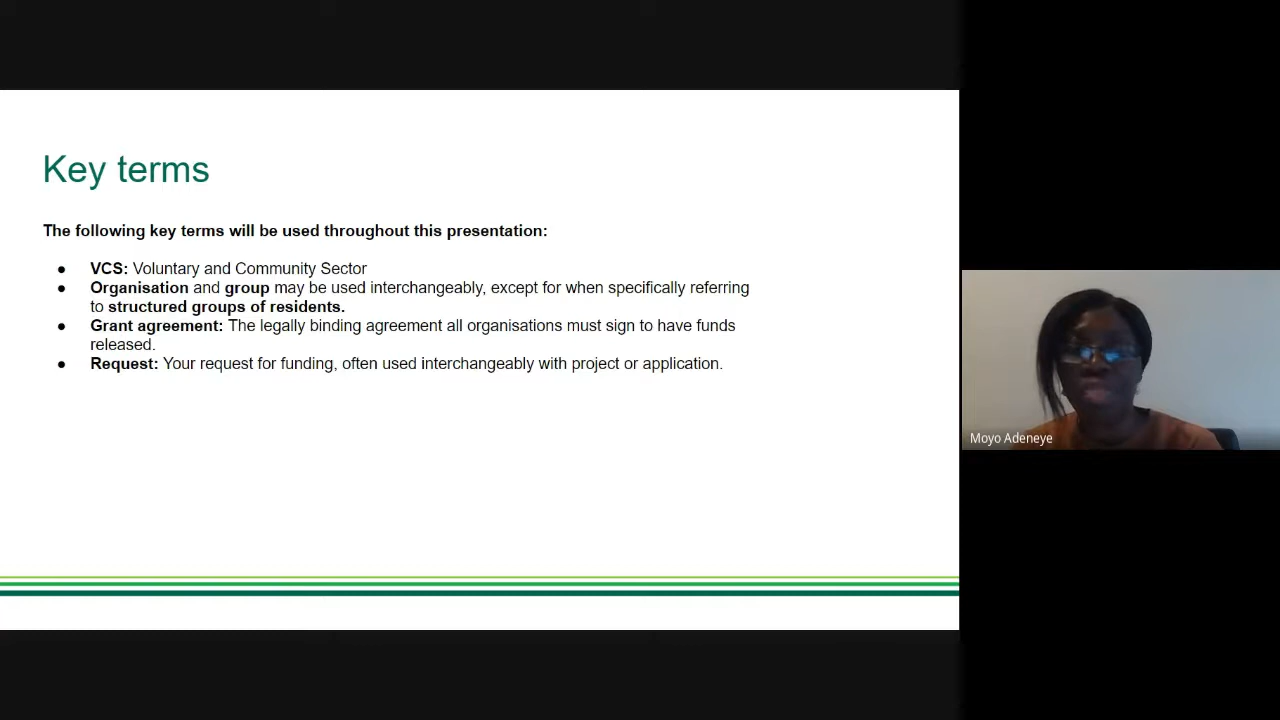 Key terms
The following key terms will be used throughout this presentation:
● VCS: Voluntary and Community Sector
● Organisation and group may be used interchangeably, except for when specifically referring
to structured groups of residents.
● Grant agreement: The legally binding agreement all organisations must sign to have funds
released.
● Request: Your request for funding, often used interchangeably with project or application.
Moyo Adeneye